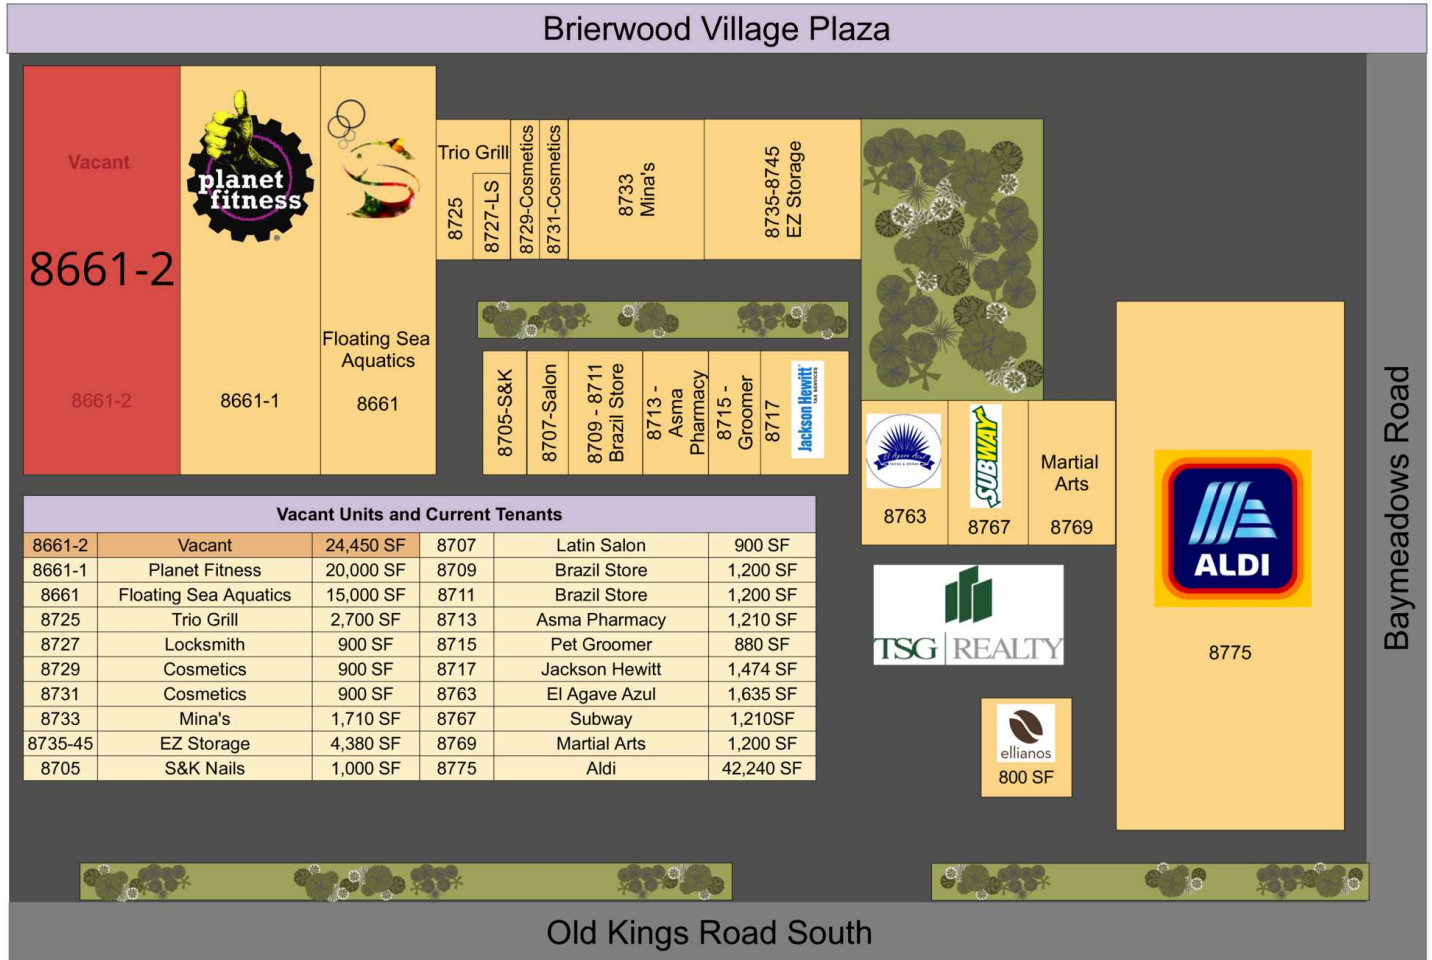 Brierwood Village Plaza
Vacant
8661-2
8661-2
planet
fitness
®
8661-1
Floating Sea
Aquatics
8661
Trio Grill
8725
8727-LS
8729-Cosmetics
8731-Cosmetics
8733
Mina's
8735-8745
EZ Storage
8705-S&K
8707-Salon
8709 - 8711
Brazil Store
8713 -
Asma
Pharmacy
8715 -
Groomer
8717
Jackson Hewitt
TAX SERVICES
El Agave Azul
8763
SUBWAY
8767
Martial
Arts
8769
ALDI
8775
TSG REALTY
ellianos
800 SF
Baymeadows Road
Vacant Units and Current Tenants
8661-2 Vacant 24,450 SF 8707 Latin Salon 900 SF
8661-1 Planet Fitness 20,000 SF 8709 Brazil Store 1,200 SF
8661 Floating Sea Aquatics 15,000 SF 8711 Brazil Store 1,200 SF
8725 Trio Grill 2,700 SF 8713 Asma Pharmacy 1,210 SF
8727 Locksmith 900 SF 8715 Pet Groomer 880 SF
8729 Cosmetics 900 SF 8717 Jackson Hewitt 1,474 SF
8731 Cosmetics 900 SF 8763 El Agave Azul 1,635 SF
8733 Mina's 1,710 SF 8767 Subway 1,210SF
8735-45 EZ Storage 4,380 SF 8769 Martial Arts 1,200 SF
8705 S&K Nails 1,000 SF 8775 Aldi 42,240 SF
Old Kings Road South